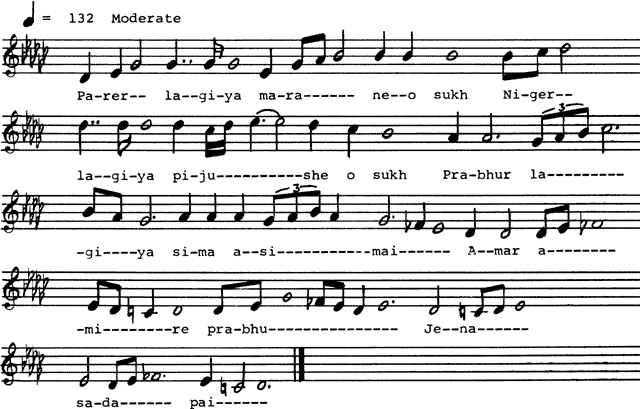 = 132 Moderate
Pa-rer-- la--gi-ya ma-ra------ ne--o sukh Ni-ger--
3
la--gi-ya pi-ju----------she o sukh Pra-bhur la---------
3
-gi---ya si-ma a--si------------mai------ A--mar a--------
-mi---------re pra-bhu---------------- Je--na-------
sa-da------ pai------